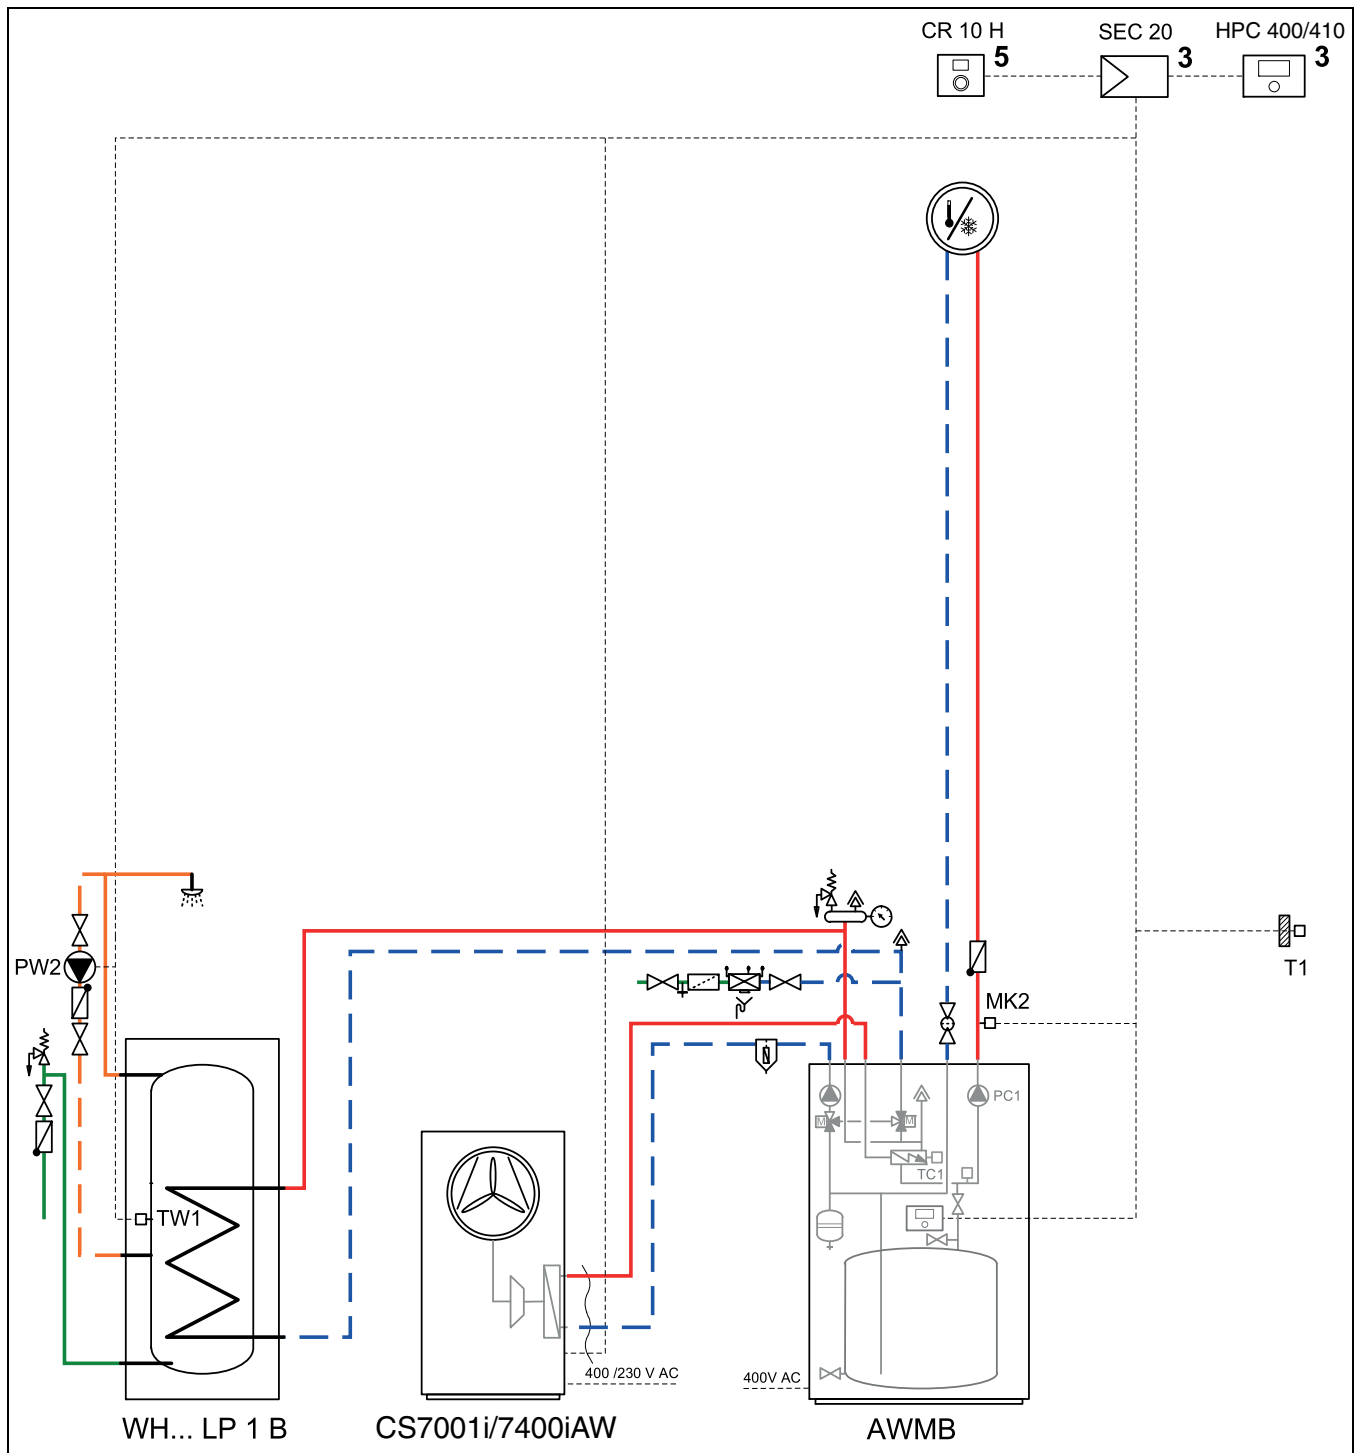 CR 10 H
SEC 20
HPC 400/410
5
3
3
PW2
T1
MK2
PC1
M
M
TC1
TW1
400 /230 V AC
400V AC
WH... LP 1 B
CS7001i/7400iAW
AWMB